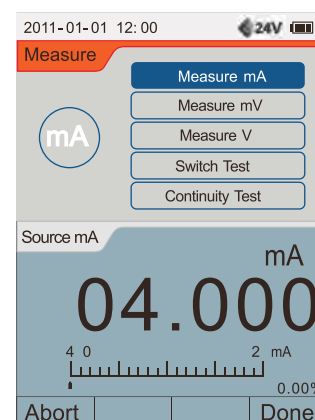 2011-01-01 12:00 24V
Measure
mA
Measure mA
Measure mV
Measure V
Switch Test
Continuity Test
Source mA
mA
04.000
4 0 2 mA
0.00%
Abort Done